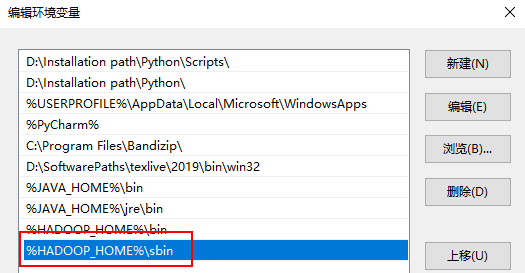 编辑环境变量
D:\Installation path\Python\Scripts\
D:\Installation path\Python\
%USERPROFILE%\AppData\Local\Microsoft\WindowsApps
%PyCharm%
C:\Program Files\Bandizip\
D:\SoftwarePaths\texlive\2019\bin\win32
%JAVA_HOME%\bin
%JAVA_HOME%\jre\bin
%HADOOP_HOME%\bin
%HADOOP_HOME%\sbin
新建(N)
编辑(E)
浏览(B)...
删除(D)
上移(U)